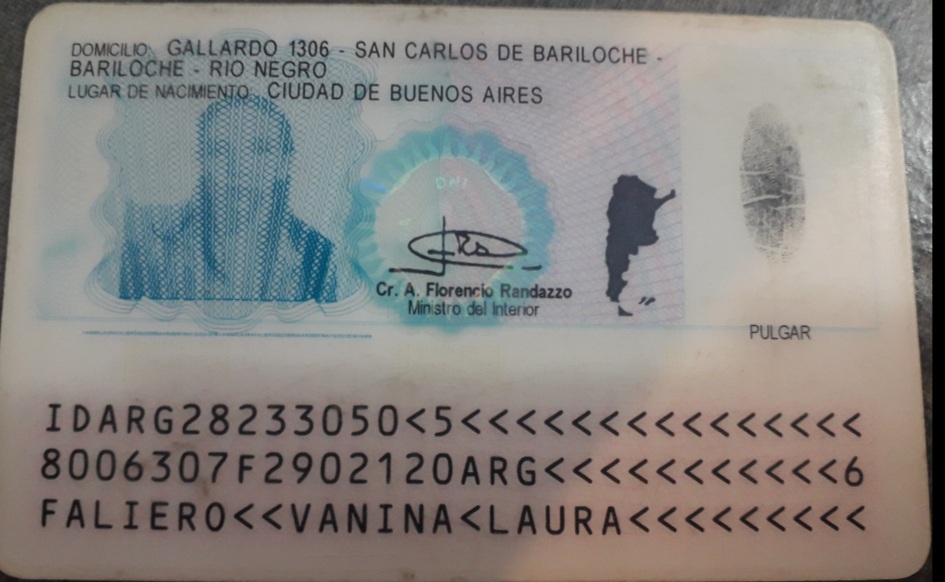 DOMICILIO: GALLARDO 1306 - SAN CARLOS DE BARILOCHE -
BARILOCHE - RIO NEGRO
LUGAR DE NACIMIENTO: CIUDAD DE BUENOS AIRES
DNI
Cr. A. Florencio Randazzo
Ministro del Interior
PULGAR
IDARG28233050<5<<<<<<<<<<<<<<<
8006307F2902120ARG<<<<<<<<<<<6
FALIERO<<VANINA<LAURA<<<<<<<<<